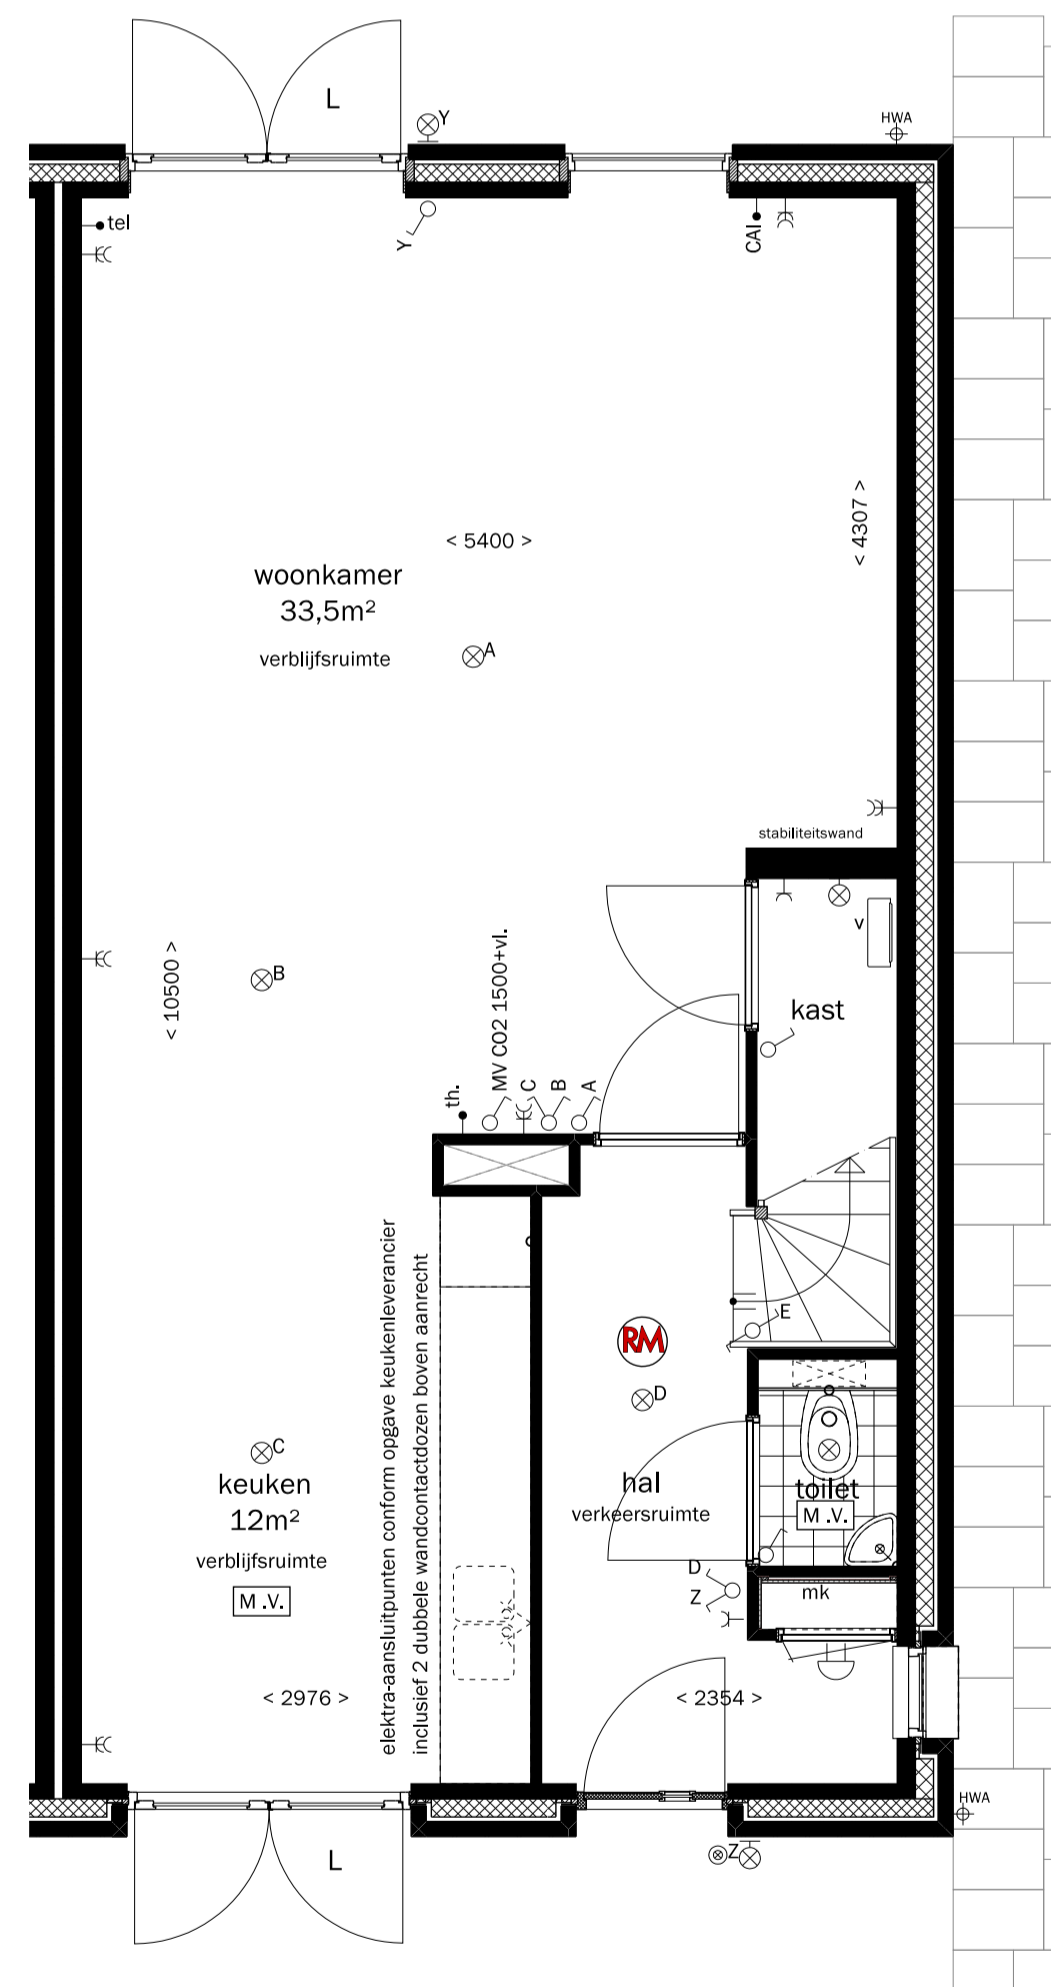 L
Y
HWA
tel
Y
CAI
< 5400 >
< 4307 >
woonkamer
33,5m²
verblijfsruimte
A
stabiliteitswand
v
kast
< 10500 >
B
th.
MV CO2 1500+vl.
C
B
A
elektra-aansluitpunten conform opgave keukenleverancier
inclusief 2 dubbele wandcontactdozen boven aanrecht
E
RM
D
C
keuken
12m²
verblijfsruimte
M .V.
hal
verkeersruimte
toilet
M .V.
D
Z
mk
< 2976 >
< 2354 >
HWA
Z
L